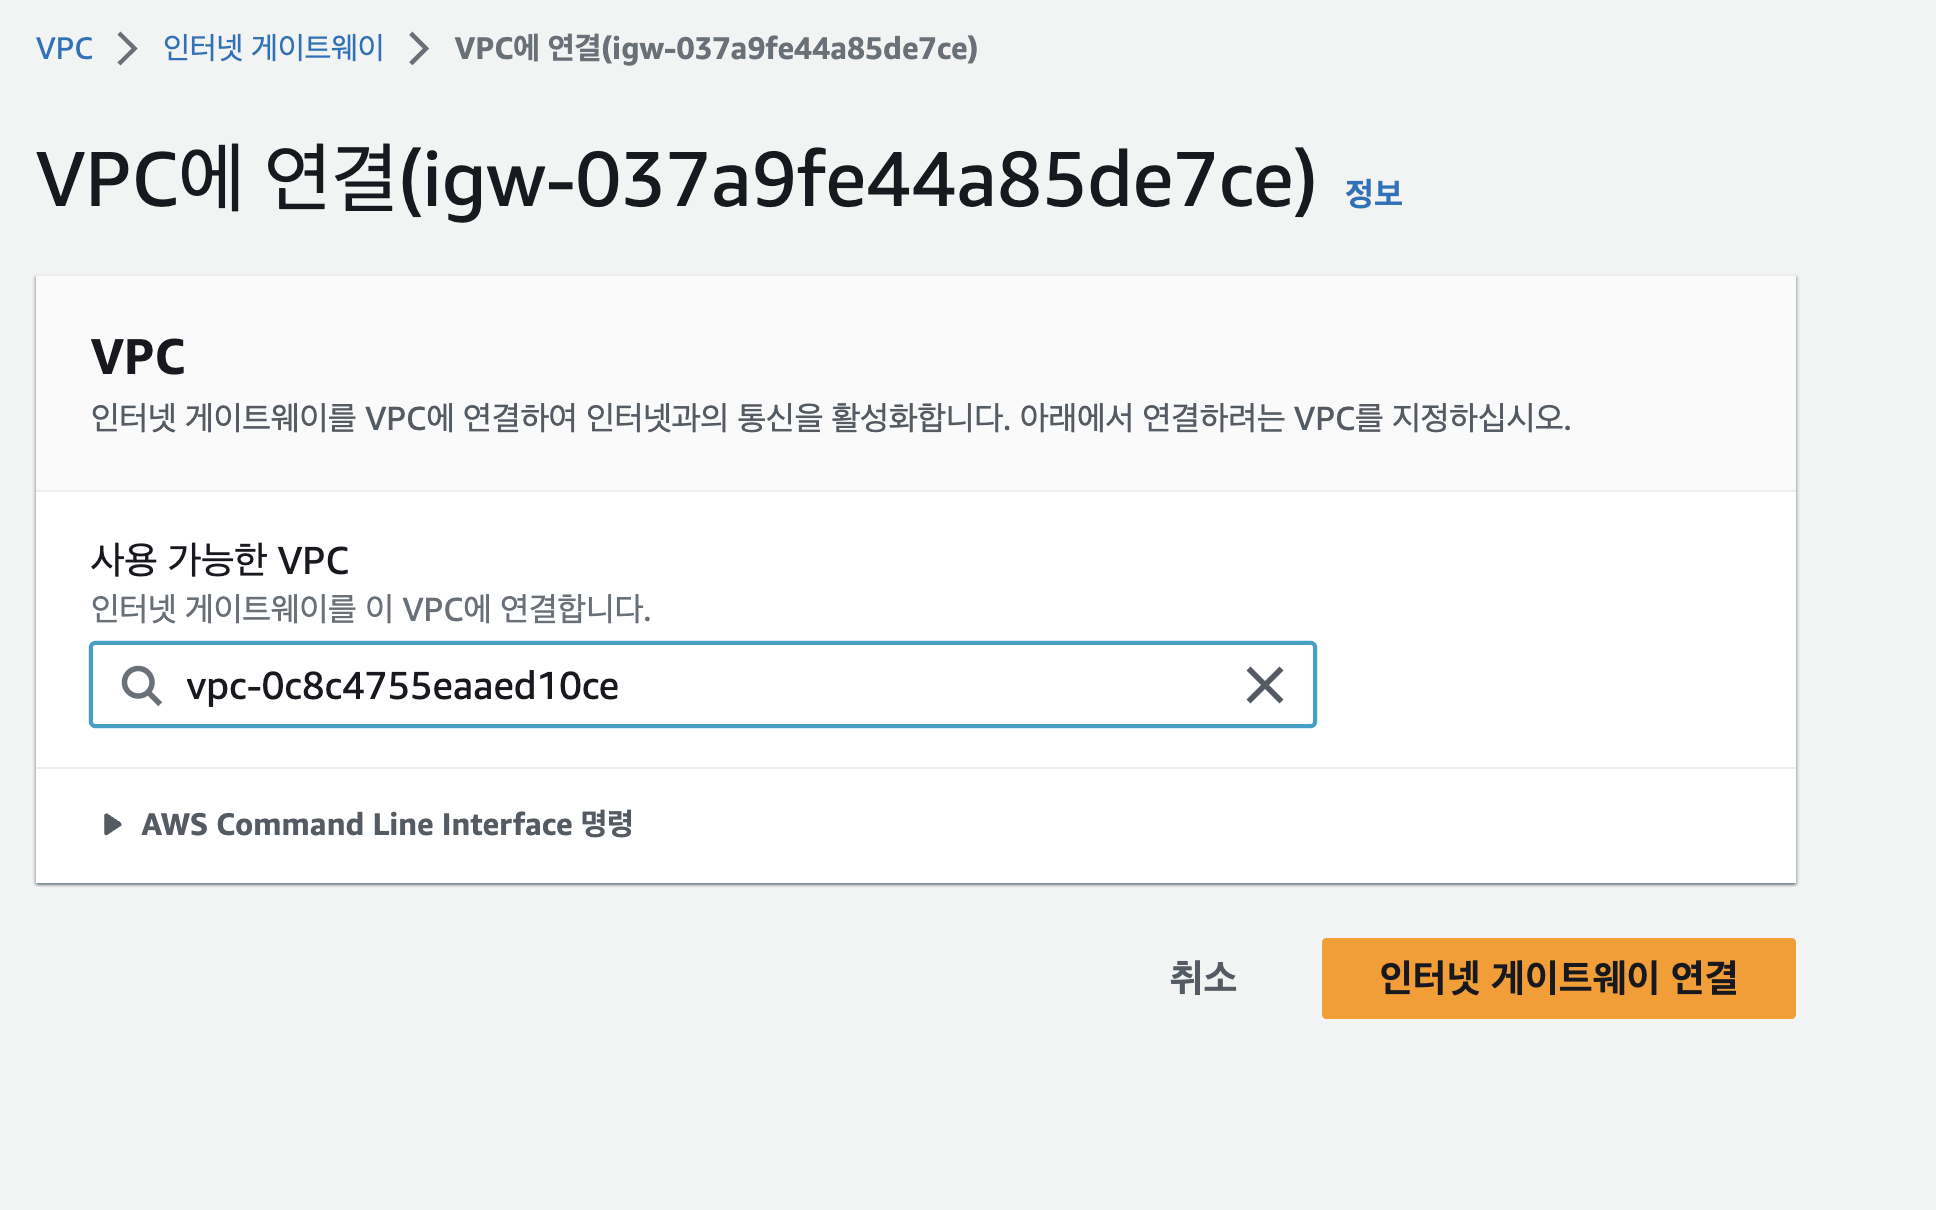 VPC > 인터넷 게이트웨이 > VPC에 연결(igw-037a9fe44a85de7ce)
VPC에 연결(igw-037a9fe44a85de7ce) 정보
VPC
인터넷 게이트웨이를 VPC에 연결하여 인터넷과의 통신을 활성화합니다. 아래에서 연결하려는 VPC를 지정하십시오.
사용 가능한 VPC
인터넷 게이트웨이를 이 VPC에 연결합니다.
vpc-0c8c4755eaaed10ce
AWS Command Line Interface 명령
취소 인터넷 게이트웨이 연결